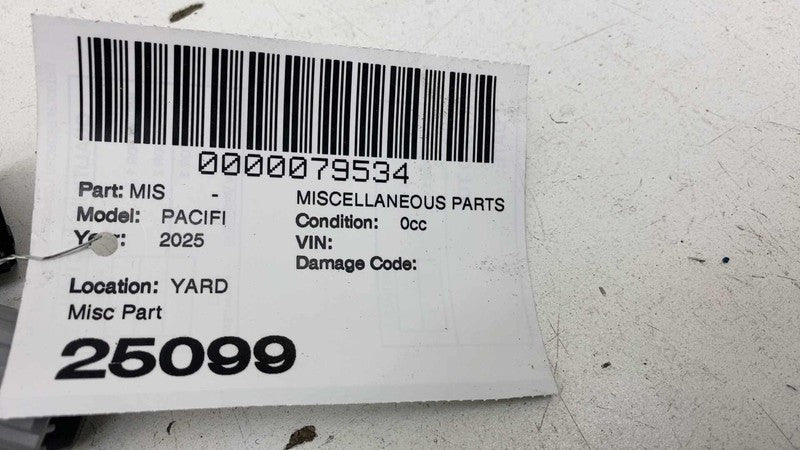 0000079534
Part: MIS - MISCELLANEOUS PARTS
Model: PACIFI Condition: 0cc
Year: 2025 VIN:
Damage Code:
Location: YARD
Misc Part
25099